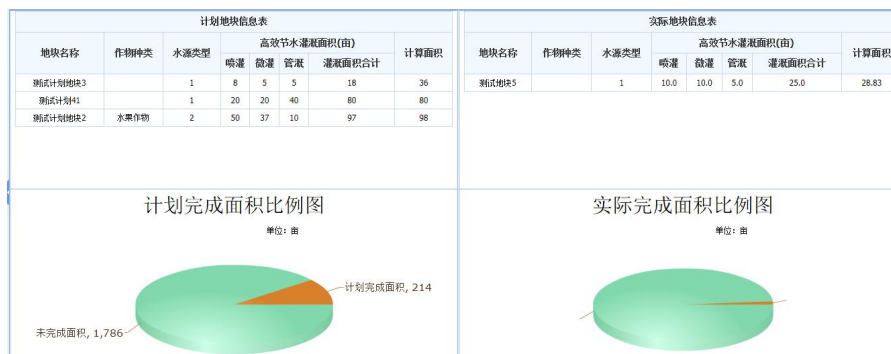 计划地块信息表
地块名称 作物种类 水源类型 高效节水灌溉面积(亩) 计算面积
喷灌 微灌 管灌 灌溉面积合计
测试计划地块3 1 8 5 5 18 36
测试计划41 1 20 20 40 80 80
测试计划地块2 水果作物 2 50 37 10 97 98
实际地块信息表
地块名称 作物种类 水源类型 高效节水灌溉面积(亩) 计算面积
喷灌 微灌 管灌 灌溉面积合计
测试地块5 1 10.0 10.0 5.0 25.0 28.83
计划完成面积比例图
单位：亩
计划完成面积, 214
未完成面积, 1,786
实际完成面积比例图
单位：亩